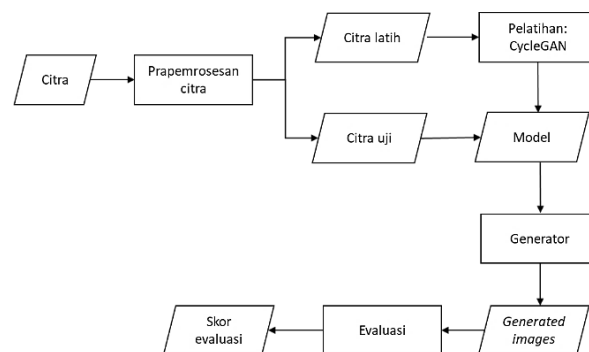 Citra
Prapemrosesan
citra
Citra latih
Pelatihan:
CycleGAN
Citra uji
Model
Generator
Generated
images
Evaluasi
Skor
evaluasi